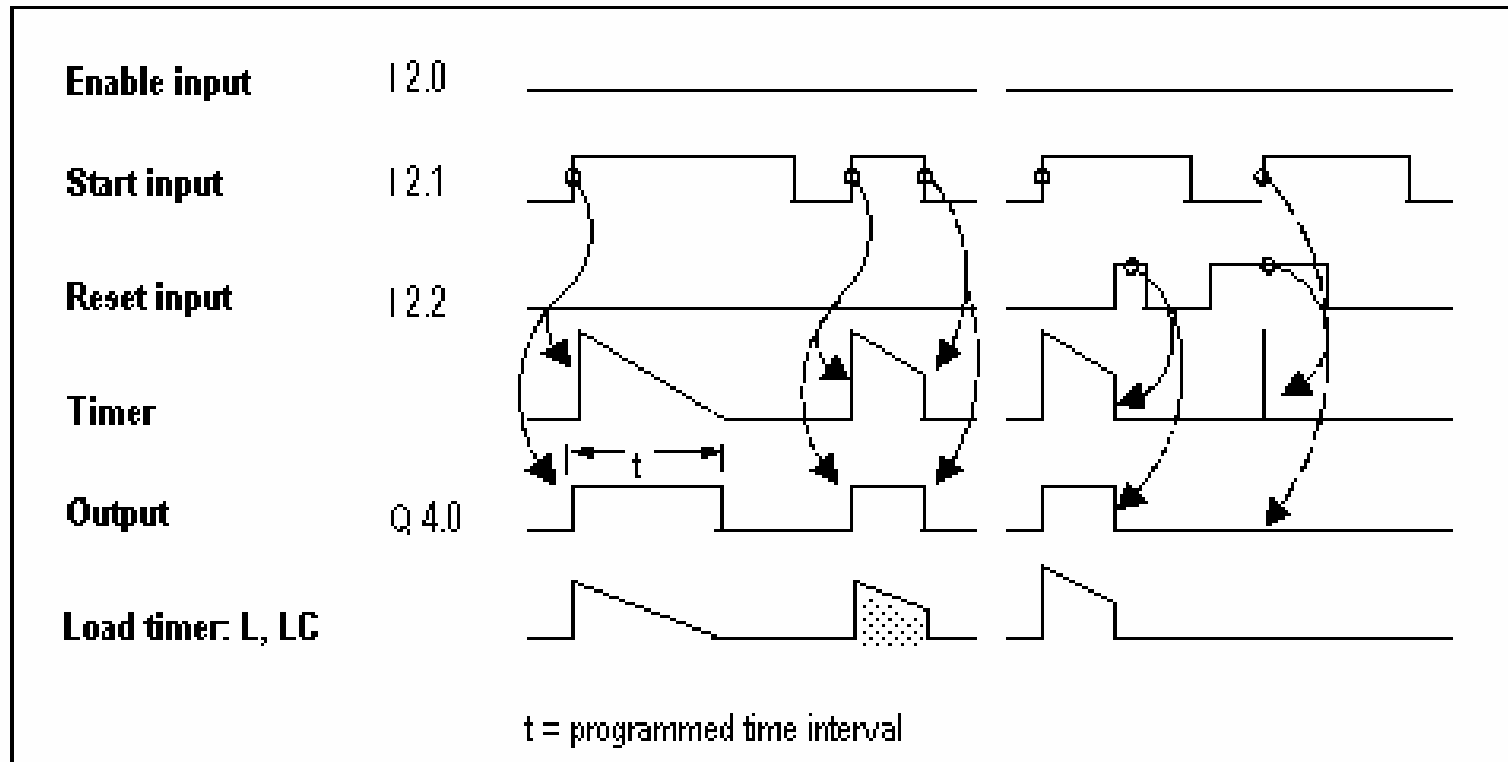 Enable input I 2.0
Start input I 2.1
Reset input I 2.2
Timer
t
Output Q 4.0
Load timer: L, LC
t = programmed time interval